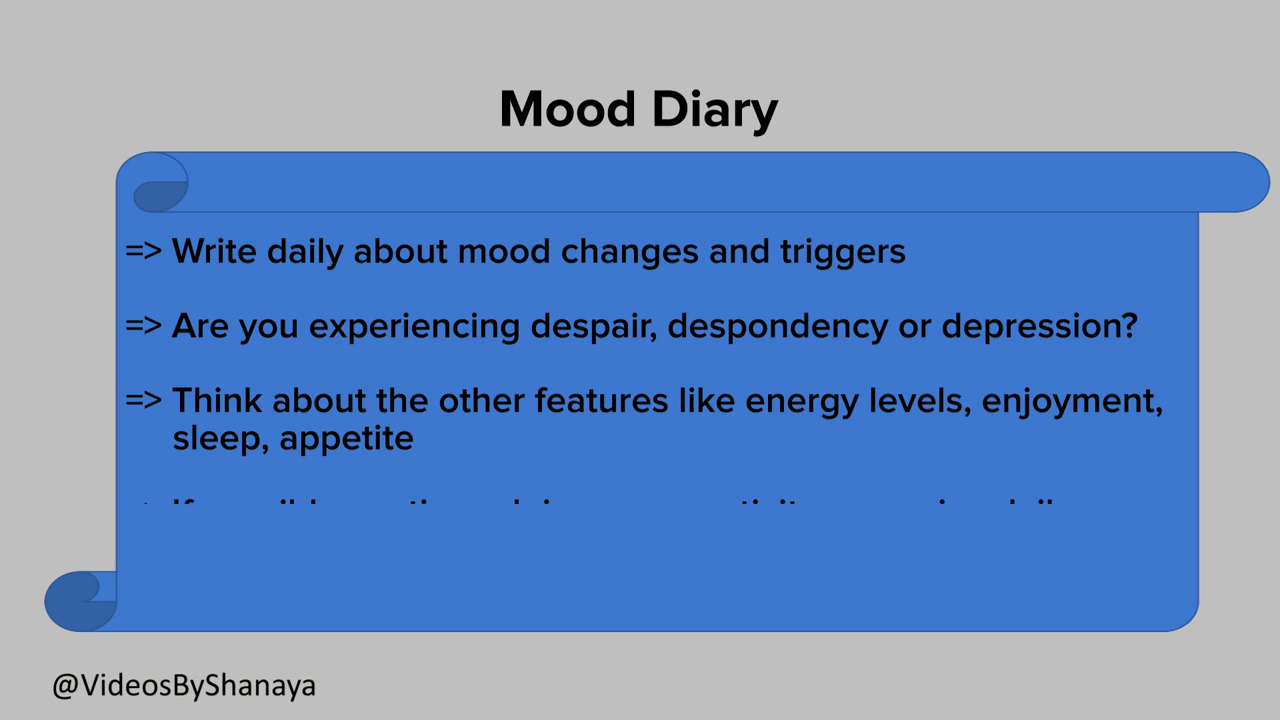 Mood Diary
=> Write daily about mood changes and triggers
=> Are you experiencing despair, despondency or depression?
=> Think about the other features like energy levels, enjoyment,
sleep, appetite
@VideosByShanaya